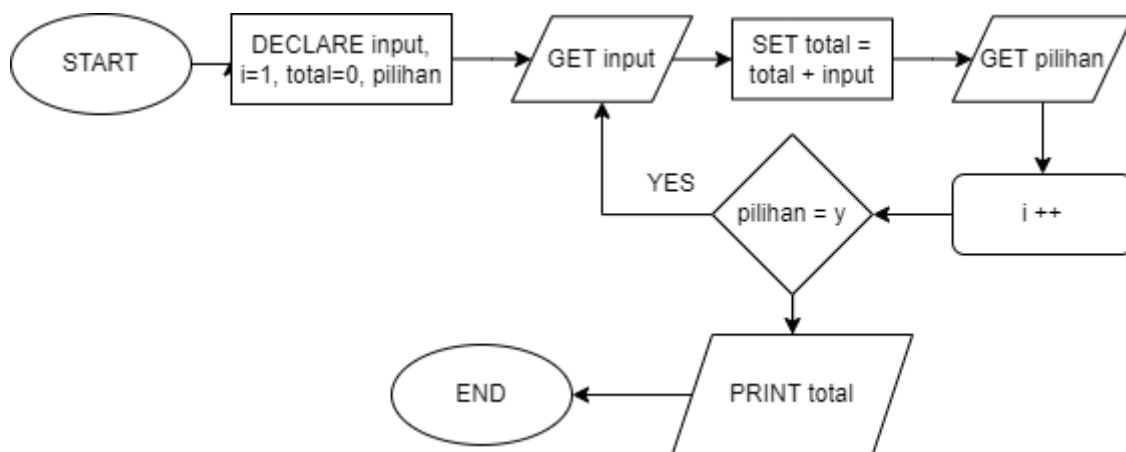 START
DECLARE input,
i=1, total=0, pilihan
GET input
SET total =
total + input
GET pilihan
i ++
pilihan = y
YES
PRINT total
END